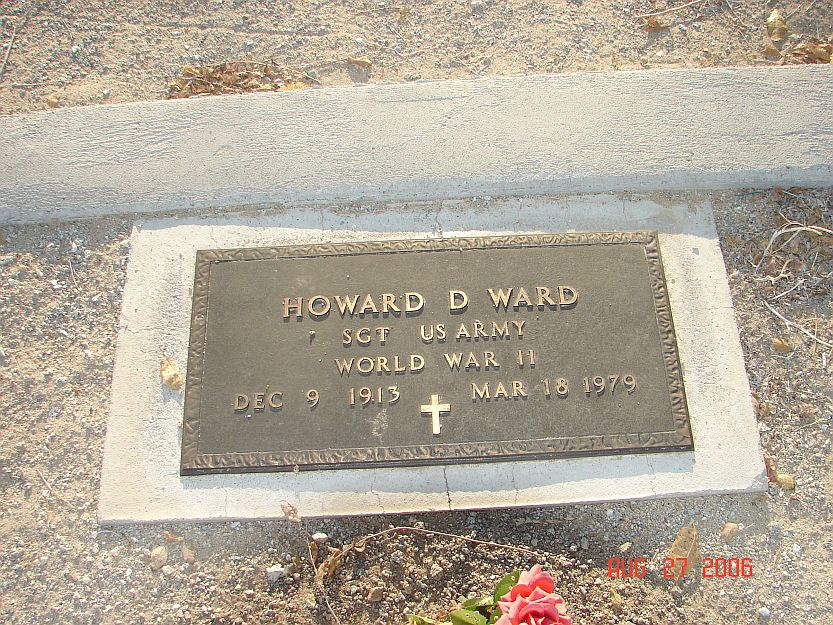 HOWARD D WARD
SGT US ARMY
WORLD WAR II
DEC 9 1913 MAR 18 1979
AUG 27 2006